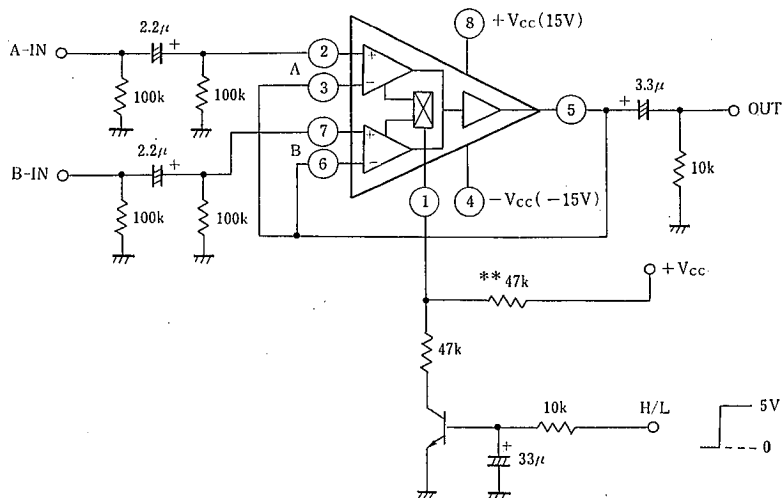 2.2μ
+
8
+Vcc(15V)
A-IN
2
+
3.3μ
A
3
−
+
5
OUT
100k
100k
2.2μ
+
7
+
B
6
−
10k
B-IN
1
4
−Vcc(−15V)
100k
100k
+Vcc
**47k
47k
10k
H/L
5V
+
33μ
0